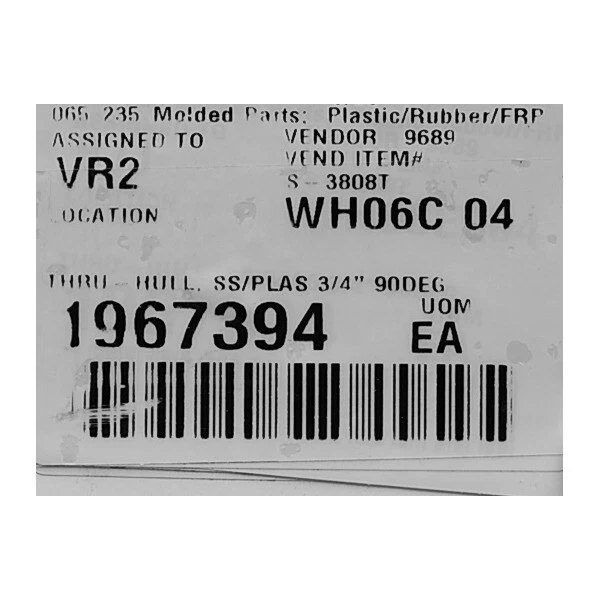 065 235 Molded Parts: Plastic/Rubber/FRP
ASSIGNED TO
VR2
VENDOR 9689
VEND ITEM#
S-3808T
LOCATION
WH06C 04
THRU-HULL, SS/PLAS 3/4" 90DEG
1967394
UOM
EA